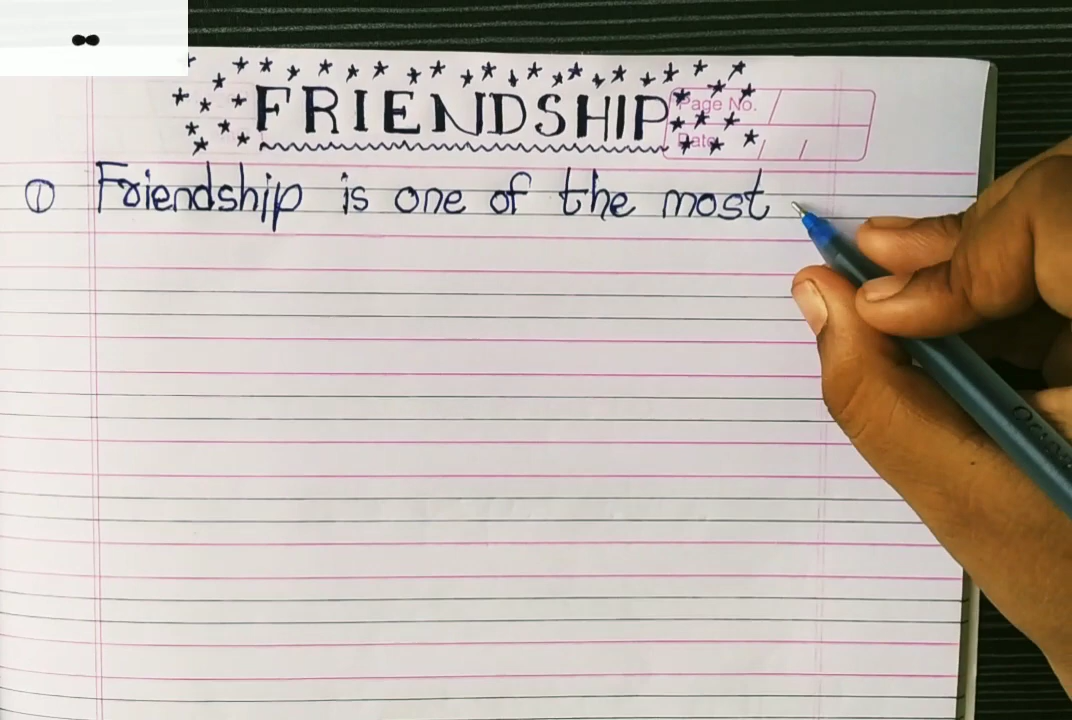 FRIENDSHIP
Page No.
Date
① Friendship is one of the most